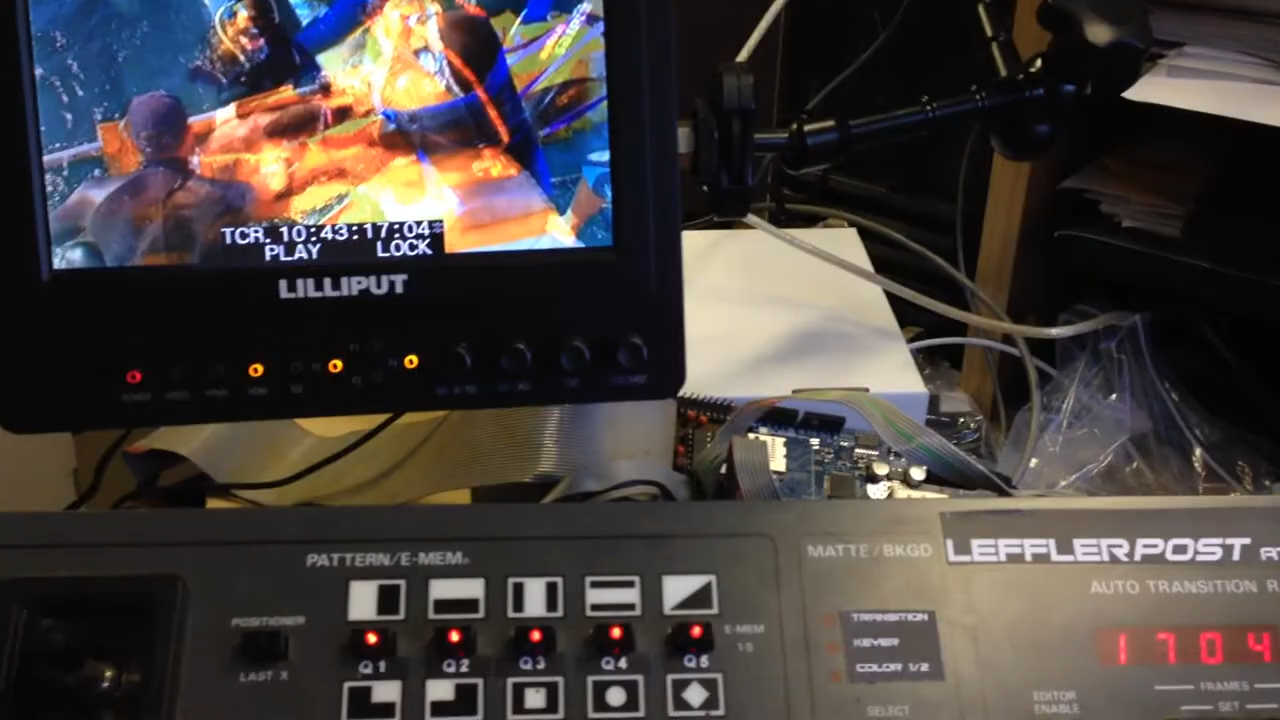 TCR. 10:43:17:04*
PLAY LOCK
LILLIPUT
PATTERN/E-MEM
MATTE/BKGD
LEFFLERPOST
AUTO TRANSITION R
POSITIONER
LAST X
Q1 Q2 Q3 Q4 Q5
E-MEM
1-5
TRANSITION
KEYER
COLOR 1/2
SELECT
1704
FRAMES
SET
EDITOR
ENABLE